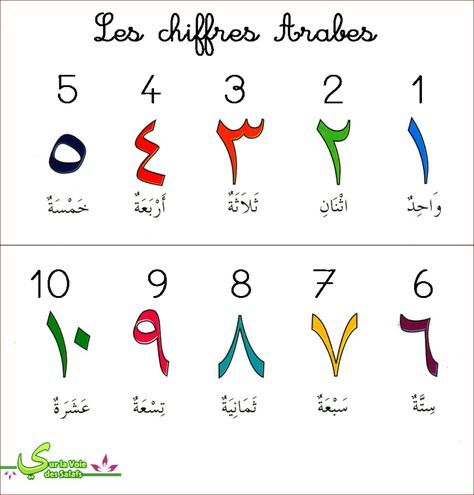 Les chiffres Arabes
5 4 3 2 1
٥ ٤ ٣ ٢ ١
وَاحِدٌ اثْنَانِ ثَلَاثَةٌ أَرْبَعَةٌ خَمْسَةٌ
10 9 8 7 6
١٠ ٩ ٨ ٧ ٦
سِتَّةٌ سَبْعَةٌ ثَمَانِيَةٌ تِسْعَةٌ عَشَرَةٌ
Sur la Voie
des Salafs